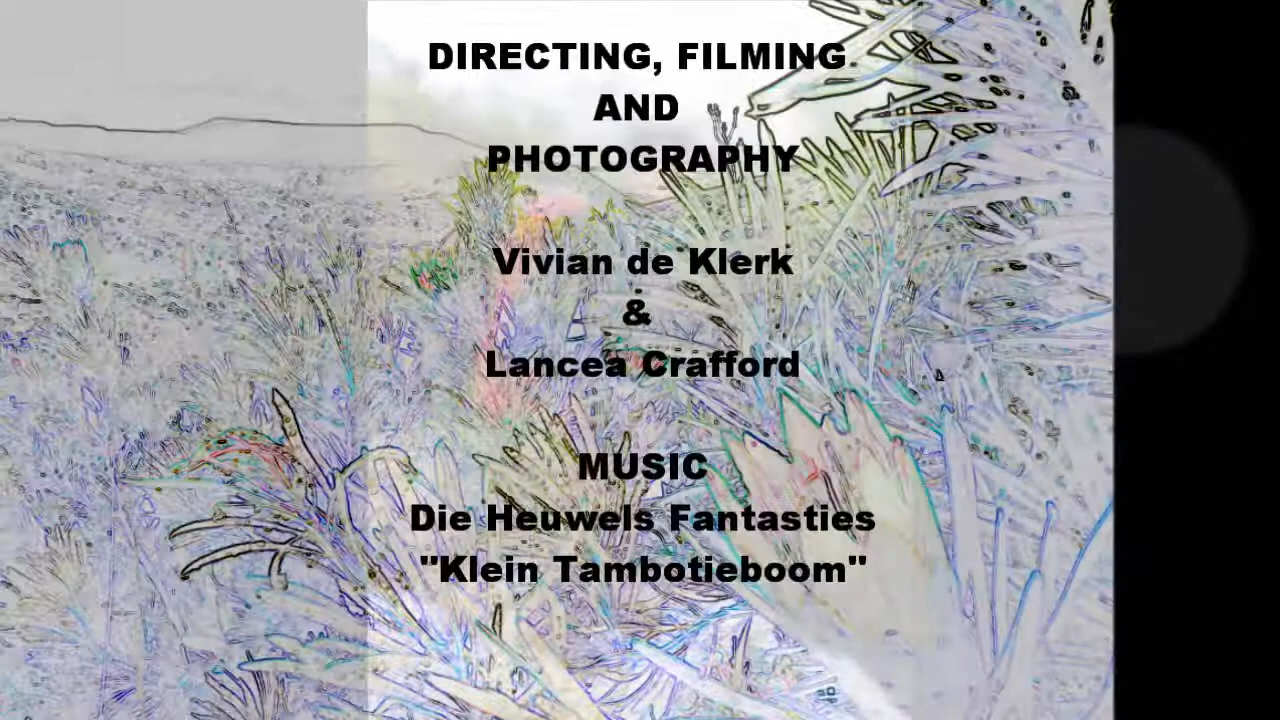 DIRECTING, FILMING
AND
PHOTOGRAPHY
Vivian de Klerk
&
Lancea Crafford
MUSIC
Die Heuwels Fantasties
"Klein Tambotieboom"